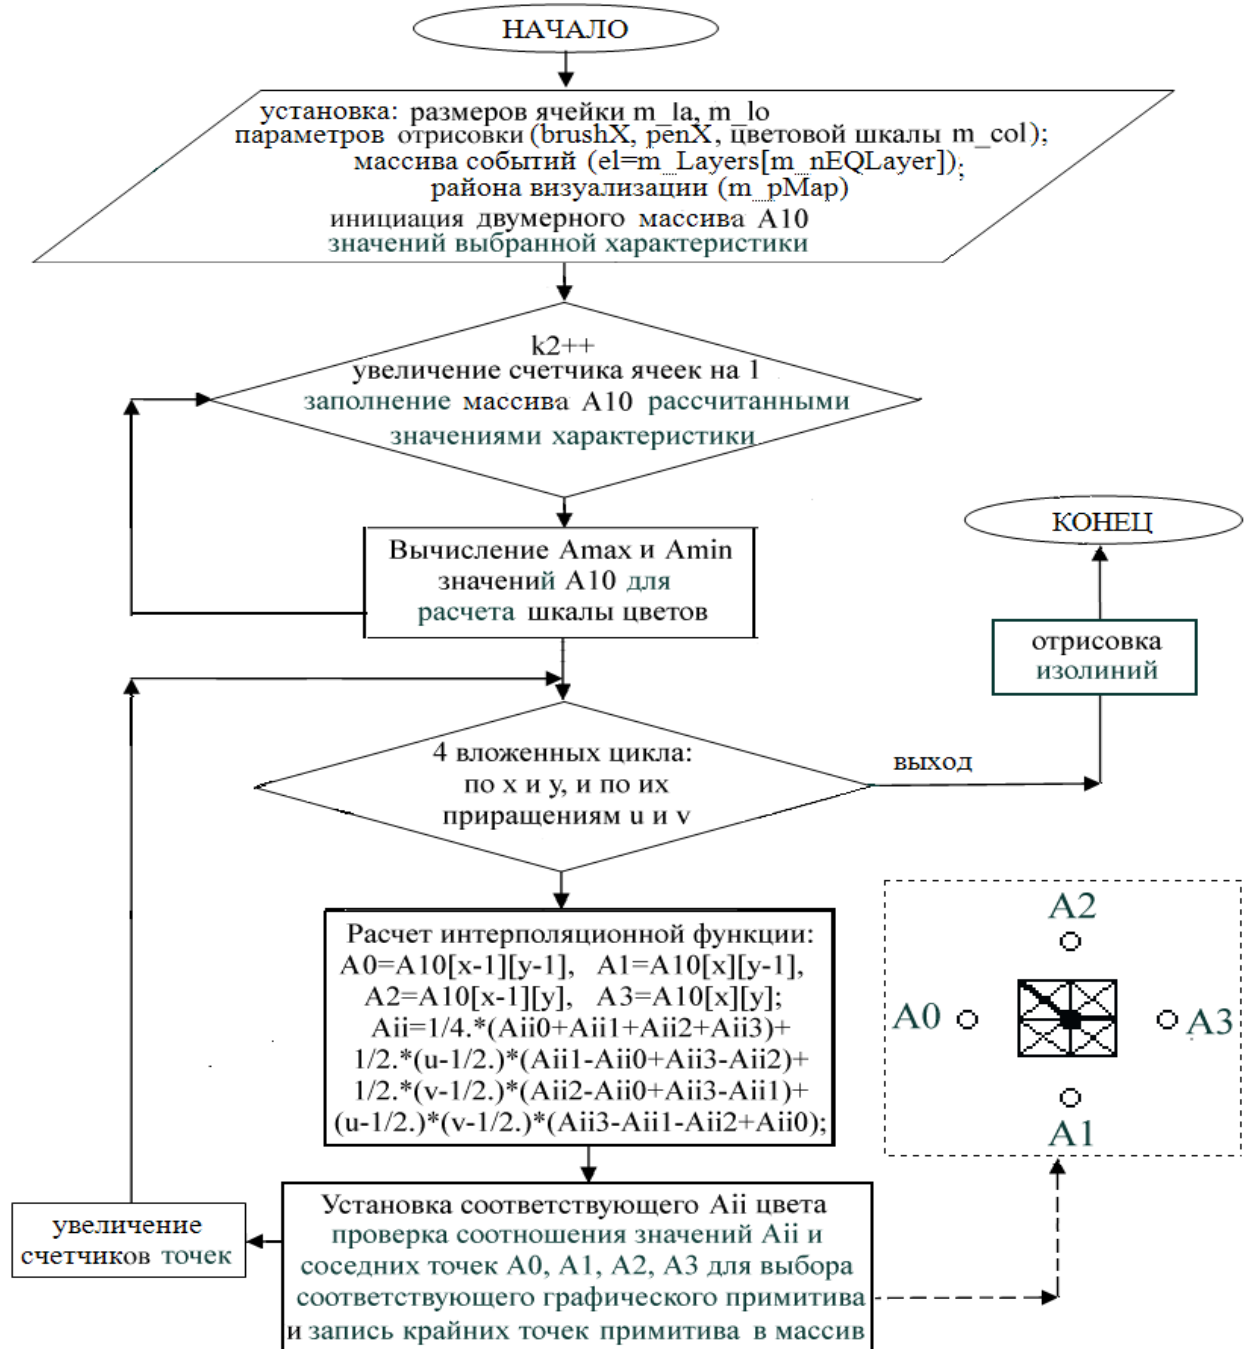 НАЧАЛО
установка: размеров ячейки m_la, m_lo
параметров отрисовки (brushX, penX, цветовой шкалы m_col);
массива событий (el=m_Layers[m_nEQLayer]);
района визуализации (m_pMap)
инициация двумерного массива A10
значений выбранной характеристики
k2++
увеличение счетчика ячеек на 1
заполнение массива A10 рассчитанными
значениями характеристики
Вычисление Amax и Amin
значений A10 для
расчета шкалы цветов
КОНЕЦ
отрисовка
изолиний
4 вложенных цикла:
по x и y, и по их
приращениям u и v
выход
Расчет интерполяционной функции:
A0=A10[x-1][y-1], A1=A10[x][y-1],
A2=A10[x-1][y], A3=A10[x][y];
Aii=1/4.*(Aii0+Aii1+Aii2+Aii3)+
1/2.*(u-1/2.)*(Aii1-Aii0+Aii3-Aii2)+
1/2.*(v-1/2.)*(Aii2-Aii0+Aii3-Aii1)+
(u-1/2.)*(v-1/2.)*(Aii3-Aii1-Aii2+Aii0);
A2
A0
A3
A1
Установка соответствующего Aii цвета
проверка соотношения значений Aii и
соседних точек A0, A1, A2, A3 для выбора
соответствующего графического примитива
и запись крайних точек примитива в массив
увеличение
счетчиков точек